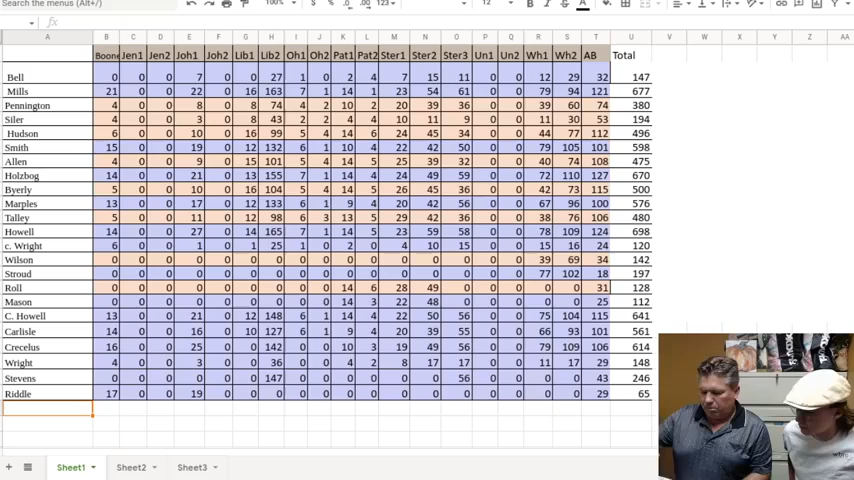 Search the menus (Alt+/) 100% $ % .0 .00 123 12 B I
fx
A B C D E F G H I J K L M N O P Q R S T U V W X Y Z
Boone Jen1 Jen2 Joh1 Joh2 Lib1 Lib2 Oh1 Oh2 Pat1 Pat2 Ster1 Ster2 Ster3 Un1 Un2 Wh1 Wh2 AB Total
Bell 0 0 0 7 0 0 27 1 0 2 4 7 15 11 0 0 12 29 32 147
Mills 21 0 0 22 0 16 163 7 1 14 1 23 54 61 0 0 79 94 121 677
Pennington 4 0 0 8 0 8 74 4 2 10 2 20 39 36 0 0 39 60 74 380
Siler 4 0 0 3 0 8 43 2 2 4 4 10 11 9 0 0 11 30 53 194
Hudson 6 0 0 10 0 16 99 5 4 14 6 24 45 34 0 0 44 77 112 496
Smith 15 0 0 19 0 12 132 6 1 10 4 22 42 50 0 0 79 105 101 598
Allen 4 0 0 9 0 15 101 5 4 14 5 25 39 32 0 0 40 74 108 475
Holzbog 14 0 0 21 0 13 155 7 1 14 4 24 49 59 0 0 72 110 127 670
Byerly 5 0 0 10 0 16 104 5 4 14 5 26 45 36 0 0 42 73 115 500
Marples 13 0 0 17 0 12 133 6 1 9 4 20 42 56 0 0 67 96 100 576
Talley 5 0 0 11 0 12 98 6 3 13 5 29 42 36 0 0 38 76 106 480
Howell 14 0 0 27 0 14 165 7 1 14 5 23 59 58 0 0 78 109 124 698
c. Wright 6 0 0 1 0 1 25 1 0 2 0 4 10 15 0 0 15 16 24 120
Wilson 0 0 0 0 0 0 0 0 0 0 0 0 0 0 0 0 39 69 34 142
Stroud 0 0 0 0 0 0 0 0 0 0 0 0 0 0 0 0 77 102 18 197
Roll 0 0 0 0 0 0 0 0 0 14 6 28 49 0 0 0 0 0 31 128
Mason 0 0 0 0 0 0 0 0 0 14 3 22 48 0 0 0 0 0 25 112
C. Howell 13 0 0 21 0 12 148 6 1 14 4 22 50 56 0 0 75 104 115 641
Carlisle 14 0 0 16 0 10 127 6 1 9 4 20 39 55 0 0 66 93 101 561
Crecelus 16 0 0 25 0 0 142 0 0 10 3 19 49 56 0 0 79 109 106 614
Wright 4 0 0 3 0 0 36 0 0 4 2 8 17 17 0 0 11 17 29 148
Stevens 0 0 0 0 0 0 147 0 0 0 0 0 0 56 0 0 0 0 43 246
Riddle 17 0 0 19 0 0 0 0 0 0 0 0 0 0 0 0 0 0 29 65
Sheet1 Sheet2 Sheet3